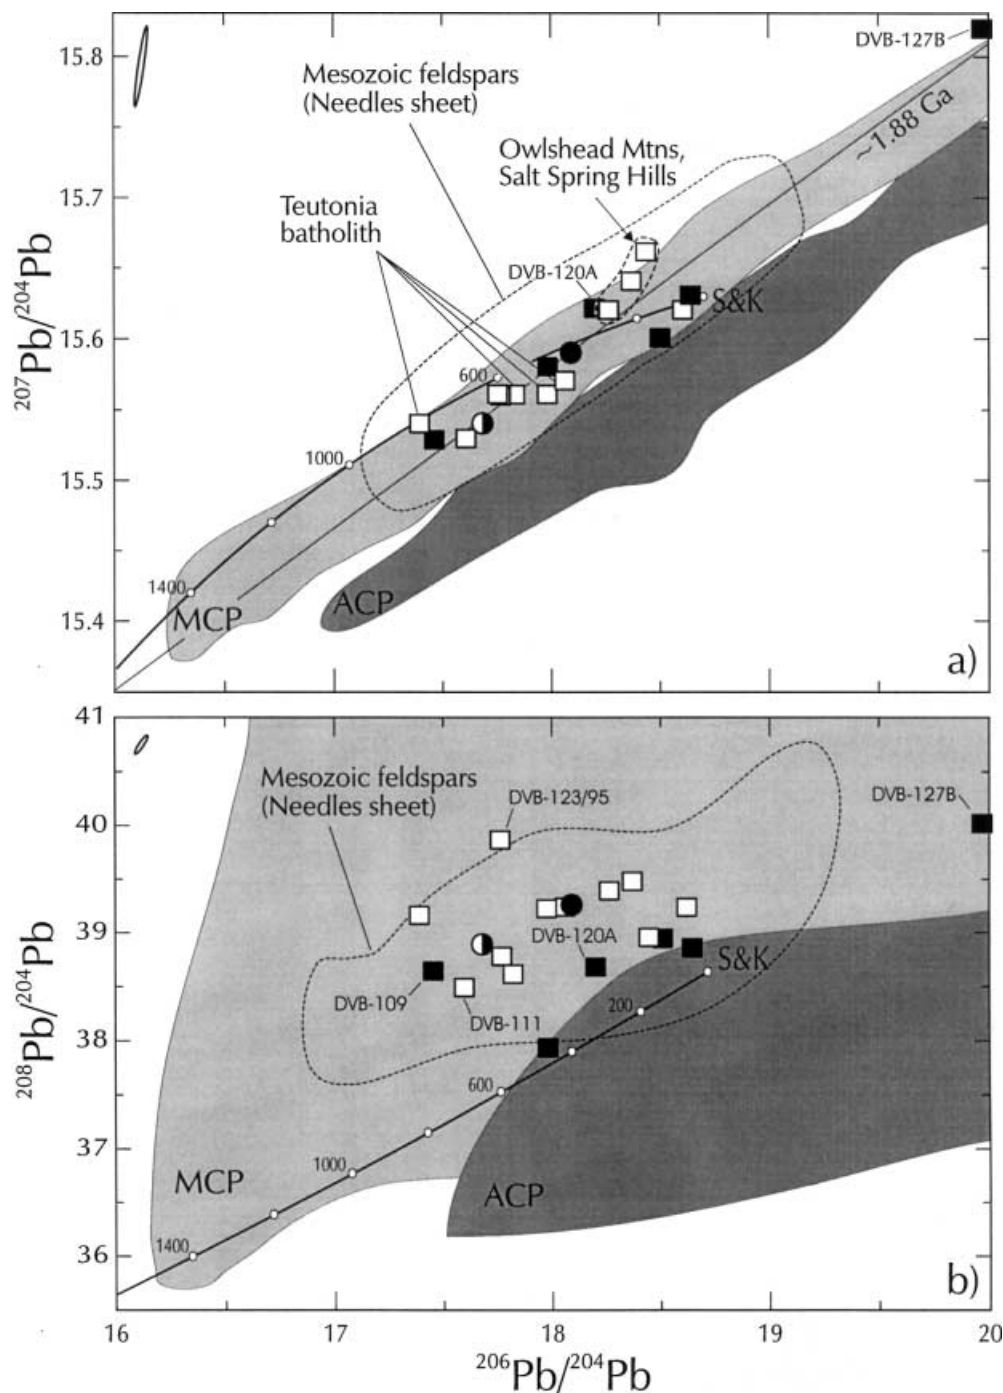 DVB-127B
15.8
Mesozoic feldspars
(Needles sheet)
~1.88 Ga
Owlshead Mtns,
Salt Spring Hills
15.7
Teutonia
batholith
DVB-120A
S&K
15.6
600
1000
15.5
1400
MCP
ACP
15.4
a)
207Pb/204Pb
41
Mesozoic feldspars
(Needles sheet)
DVB-123/95
DVB-127B
40
39
DVB-120A
S&K
DVB-109
DVB-111
200
38
600
37
MCP
1000
ACP
1400
36
b)
208Pb/204Pb
16
17
18
19
20
206Pb/204Pb